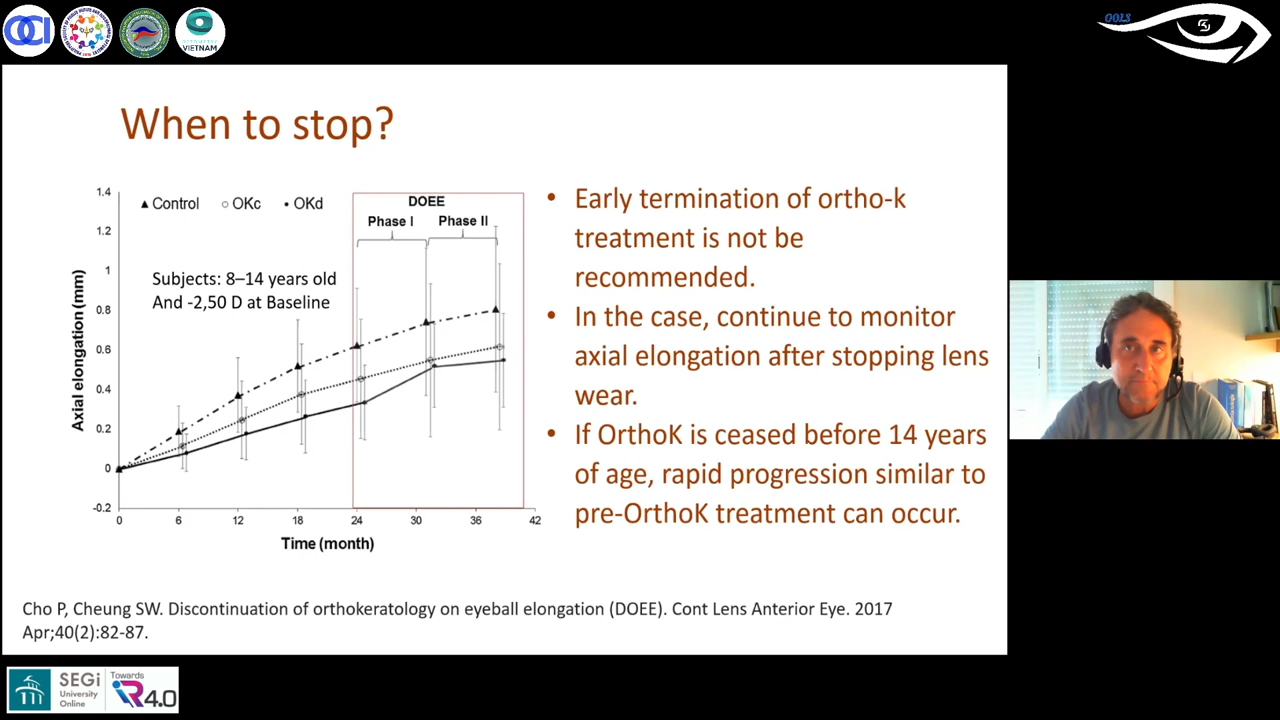 OCI
VIETNAM
OOLS
When to stop?
1.4
1.2
1
0.8
0.6
0.4
0.2
0
-0.2
Axial elongation (mm)
Control
OKc
OKd
DOEE
Phase I
Phase II
Subjects: 8–14 years old
And -2,50 D at Baseline
0 6 12 18 24 30 36 42
Time (month)
• Early termination of ortho-k
treatment is not be
recommended.
• In the case, continue to monitor
axial elongation after stopping lens
wear.
• If OrthoK is ceased before 14 years
of age, rapid progression similar to
pre-OrthoK treatment can occur.
Cho P, Cheung SW. Discontinuation of orthokeratology on eyeball elongation (DOEE). Cont Lens Anterior Eye. 2017
Apr;40(2):82-87.
SEGi
University
Online
Towards
iR4.0